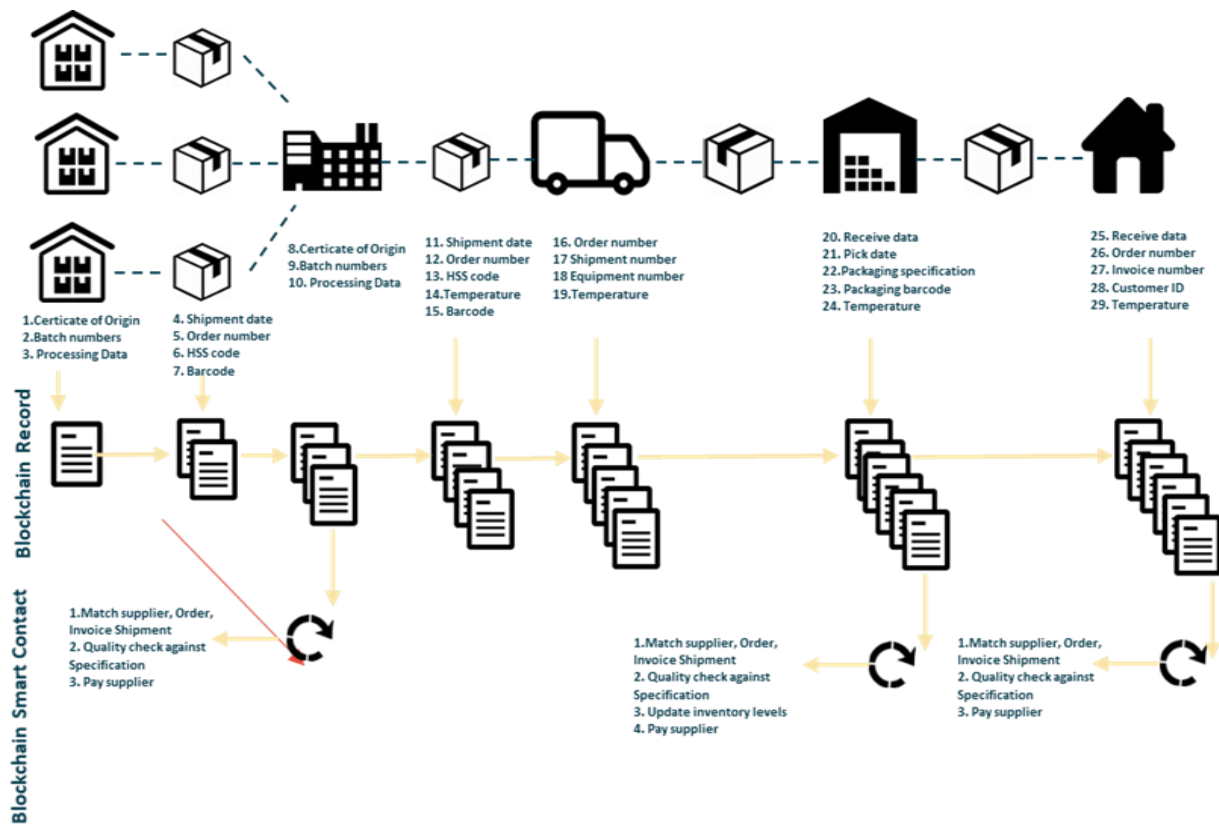 1.Certicate of Origin
2.Batch numbers
3. Processing Data
4. Shipment date
5. Order number
6. HSS code
7. Barcode
8.Certicate of Origin
9.Batch numbers
10. Processing Data
11. Shipment date
12. Order number
13. HSS code
14.Temperature
15. Barcode
16. Order number
17 Shipment number
18 Equipment number
19.Temperature
20. Receive data
21. Pick date
22.Packaging specification
23. Packaging barcode
24. Temperature
25. Receive data
26. Order number
27. Invoice number
28. Customer ID
29. Temperature
Blockchain Record
Blockchain Smart Contact
1.Match supplier, Order,
Invoice Shipment
2. Quality check against
Specification
3. Pay supplier
1.Match supplier, Order,
Invoice Shipment
2. Quality check against
Specification
3. Update inventory levels
4. Pay supplier
1.Match supplier, Order,
Invoice Shipment
2. Quality check against
Specification
3. Pay supplier